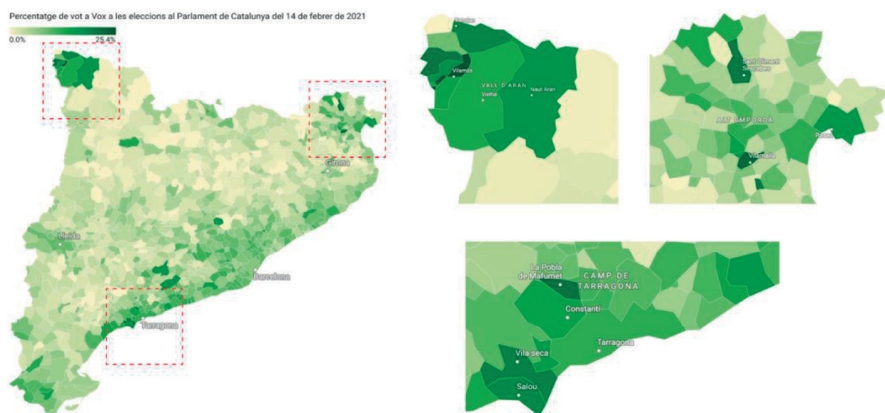 Percentatge de vot a Vox a les eleccions al Parlament de Catalunya del 14 de febrer de 2021
0.0%
25.4%
Girona
Lleida
Barcelona
Tarragona
Vilamòs
VALL D'ARAN
Vielha
Naut Aran
Sant Climent
Sescebes
ALT EMPORDÀ
Roses
La Pobla
de Mafumet
CAMP DE
TARRAGONA
Constantí
Tarragona
Vila-seca
Salou